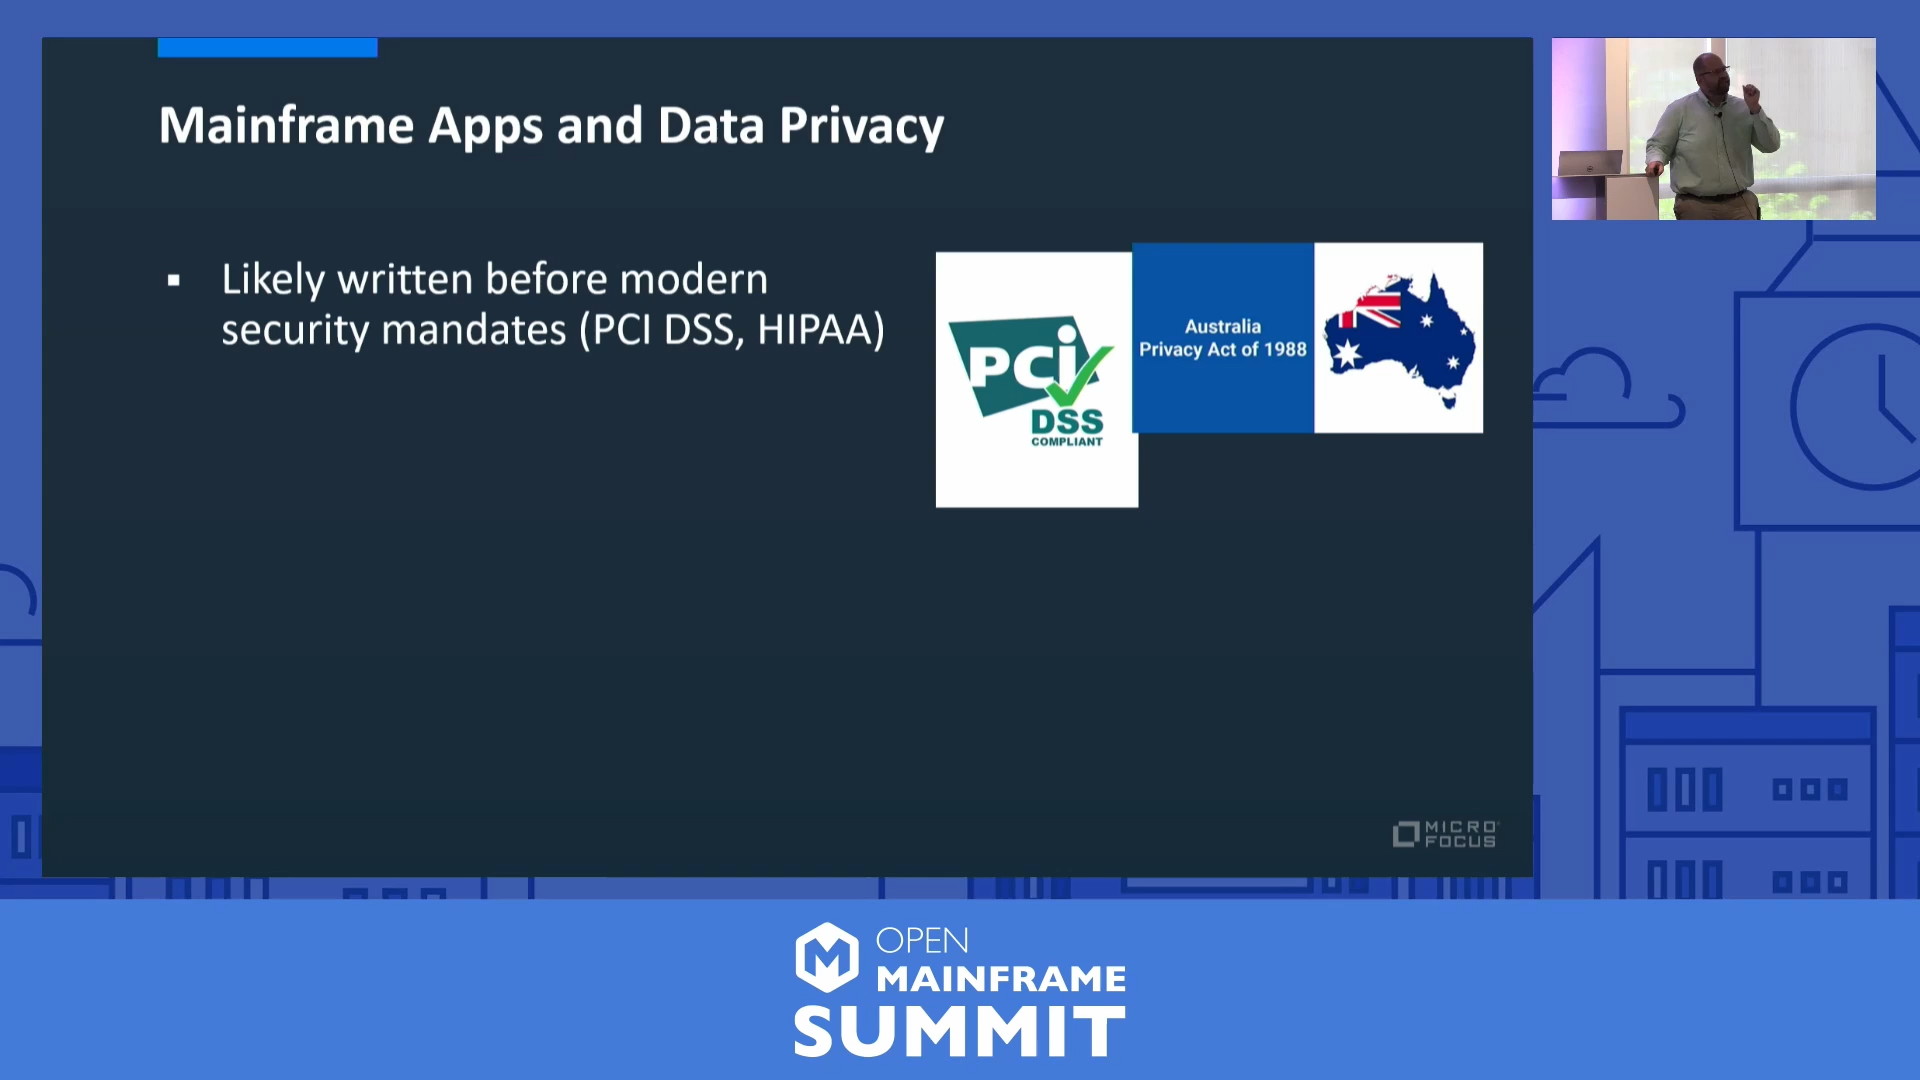 Mainframe Apps and Data Privacy
▪ Likely written before modern
security mandates (PCI DSS, HIPAA)
PCi
DSS
COMPLIANT
Australia
Privacy Act of 1988
MICRO
FOCUS
OPEN
MAINFRAME
SUMMIT